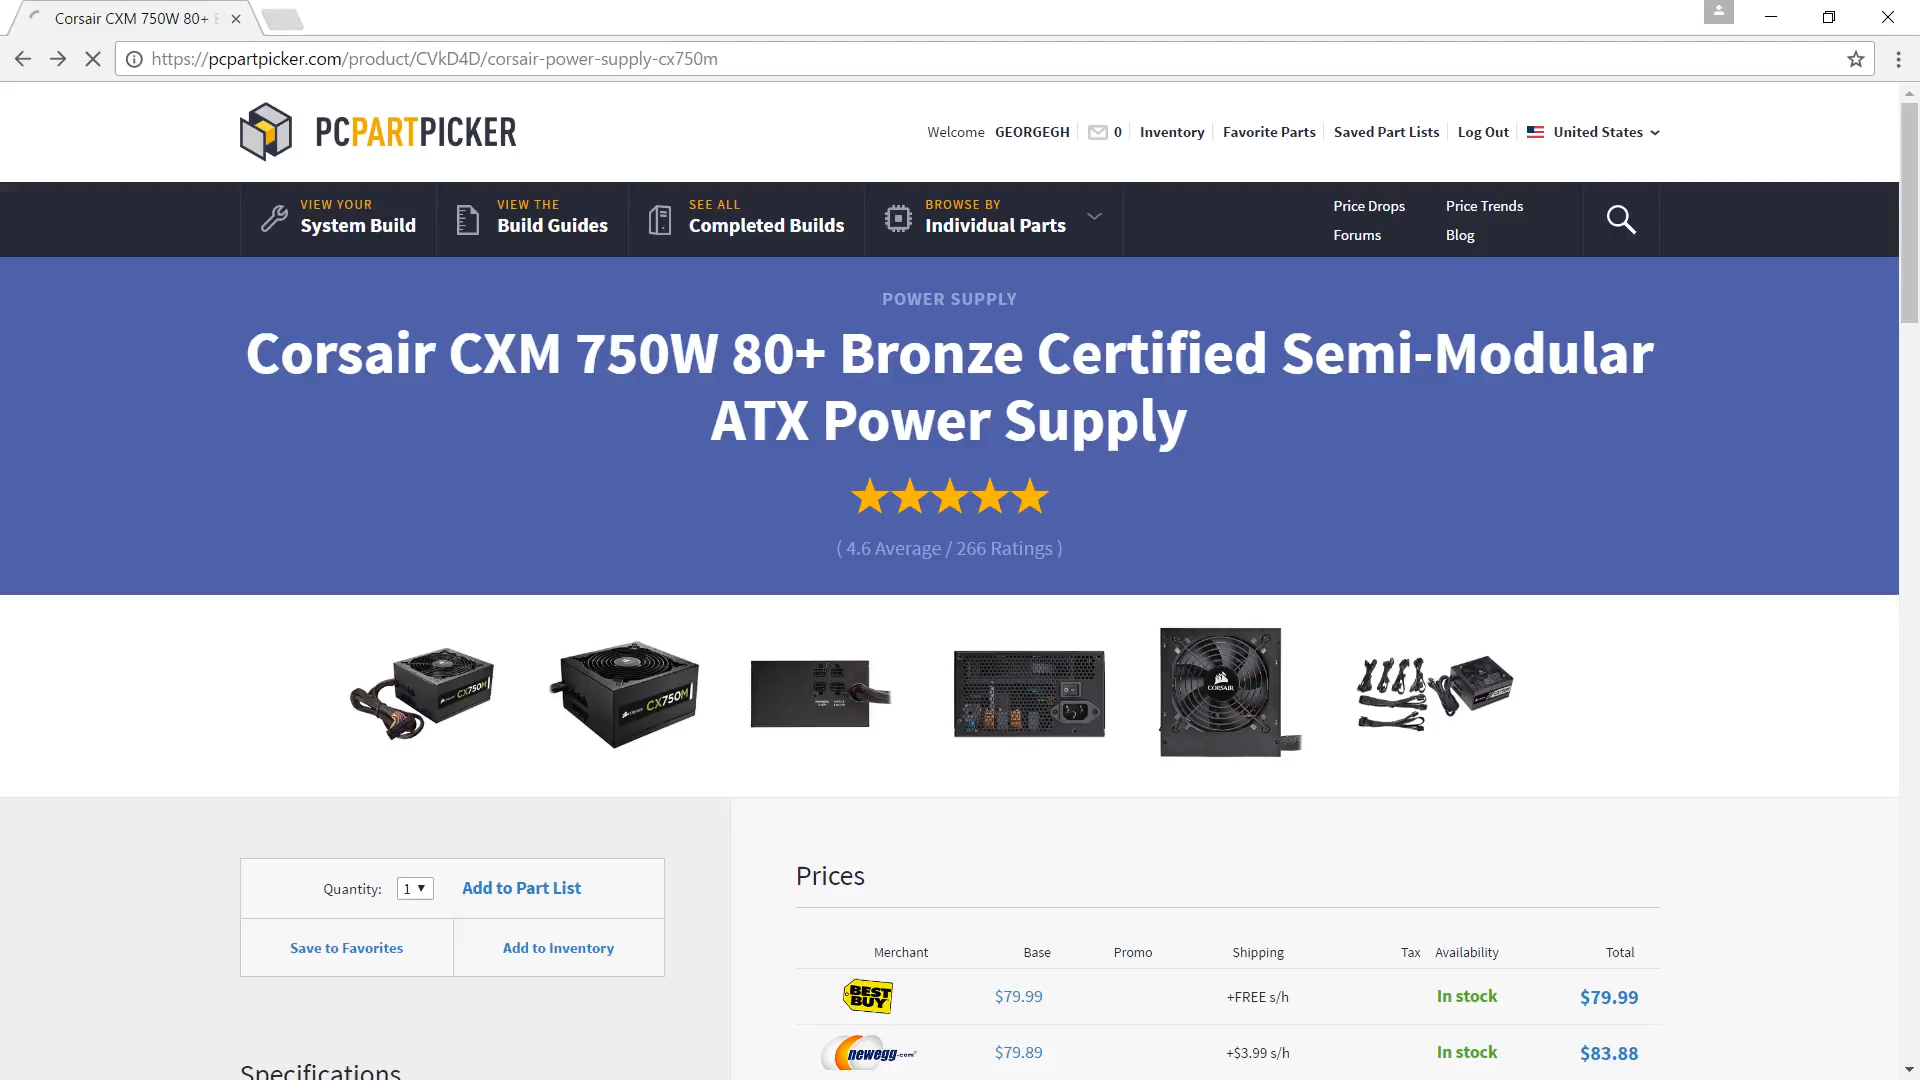 Corsair CXM 750W 80+
https://pcpartpicker.com/product/CVkD4D/corsair-power-supply-cx750m
PCPARTPICKER
Welcome GEORGEGH 0 Inventory Favorite Parts Saved Part Lists Log Out United States
VIEW YOUR
System Build
VIEW THE
Build Guides
SEE ALL
Completed Builds
BROWSE BY
Individual Parts
Price Drops Price Trends
Forums Blog
POWER SUPPLY
Corsair CXM 750W 80+ Bronze Certified Semi-Modular
ATX Power Supply
( 4.6 Average / 266 Ratings )
CX750M
CX750M
CORSAIR
Quantity: 1 Add to Part List
Save to Favorites Add to Inventory
Specifications
Prices
Merchant Base Promo Shipping Tax Availability Total
BEST BUY $79.99 +FREE s/h In stock $79.99
newegg.com $79.89 +$3.99 s/h In stock $83.88